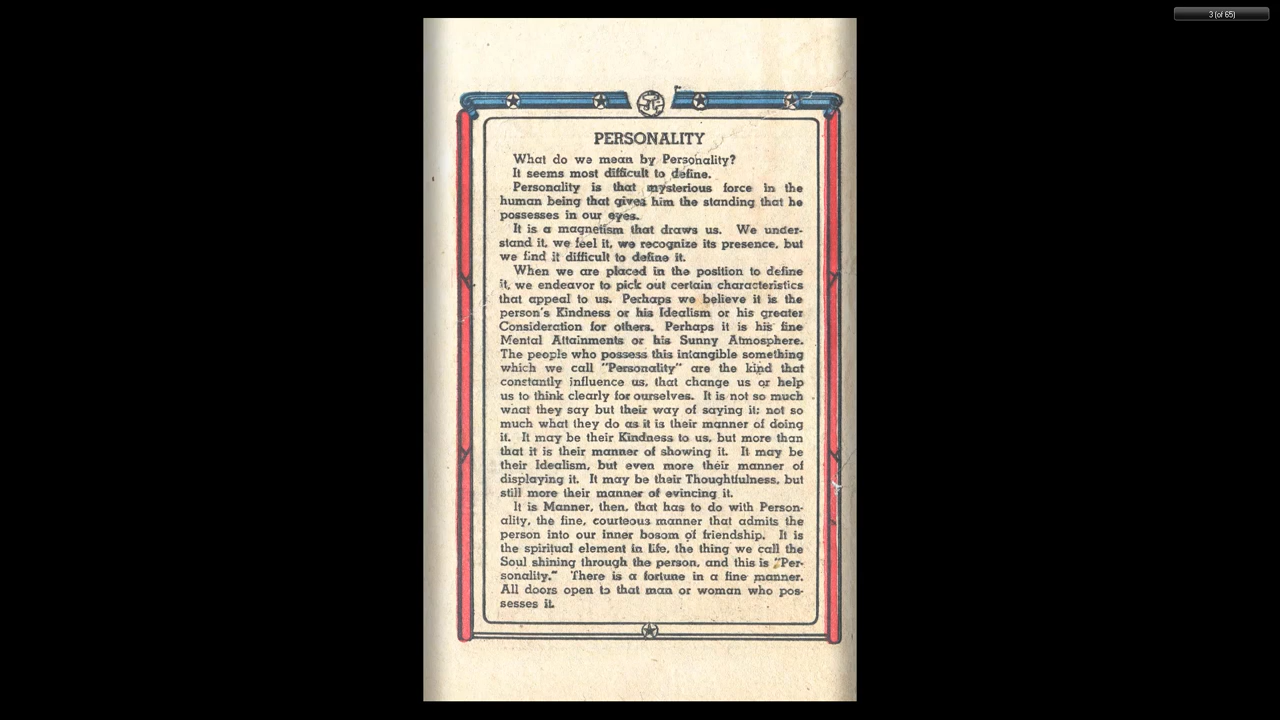 3 (of 65)
PERSONALITY
What do we mean by Personality?
It seems most difficult to define.
Personality is that mysterious force in the
human being that gives him the standing that he
possesses in our eyes.
It is a magnetism that draws us. We under-
stand it, we feel it, we recognize its presence, but
we find it difficult to define it.
When we are placed in the position to define
it, we endeavor to pick out certain characteristics
that appeal to us. Perhaps we believe it is the
person's Kindness or his Idealism or his greater
Consideration for others. Perhaps it is his fine
Mental Attainments or his Sunny Atmosphere.
The people who possess this intangible something
which we call "Personality" are the kind that
constantly influence us, that change us or help
us to think clearly for ourselves. It is not so much
what they say but their way of saying it; not so
much what they do as it is their manner of doing
it. It may be their Kindness to us, but more than
that it is their manner of showing it. It may be
their Idealism, but even more their manner of
displaying it. It may be their Thoughtfulness, but
still more their manner of evincing it.
It is Manner, then, that has to do with Person-
ality, the fine, courteous manner that admits the
person into our inner bosom of friendship. It is
the spiritual element in life, the thing we call the
Soul shining through the person, and this is "Per-
sonality." There is a fortune in a fine manner.
All doors open to that man or woman who pos-
sesses it.